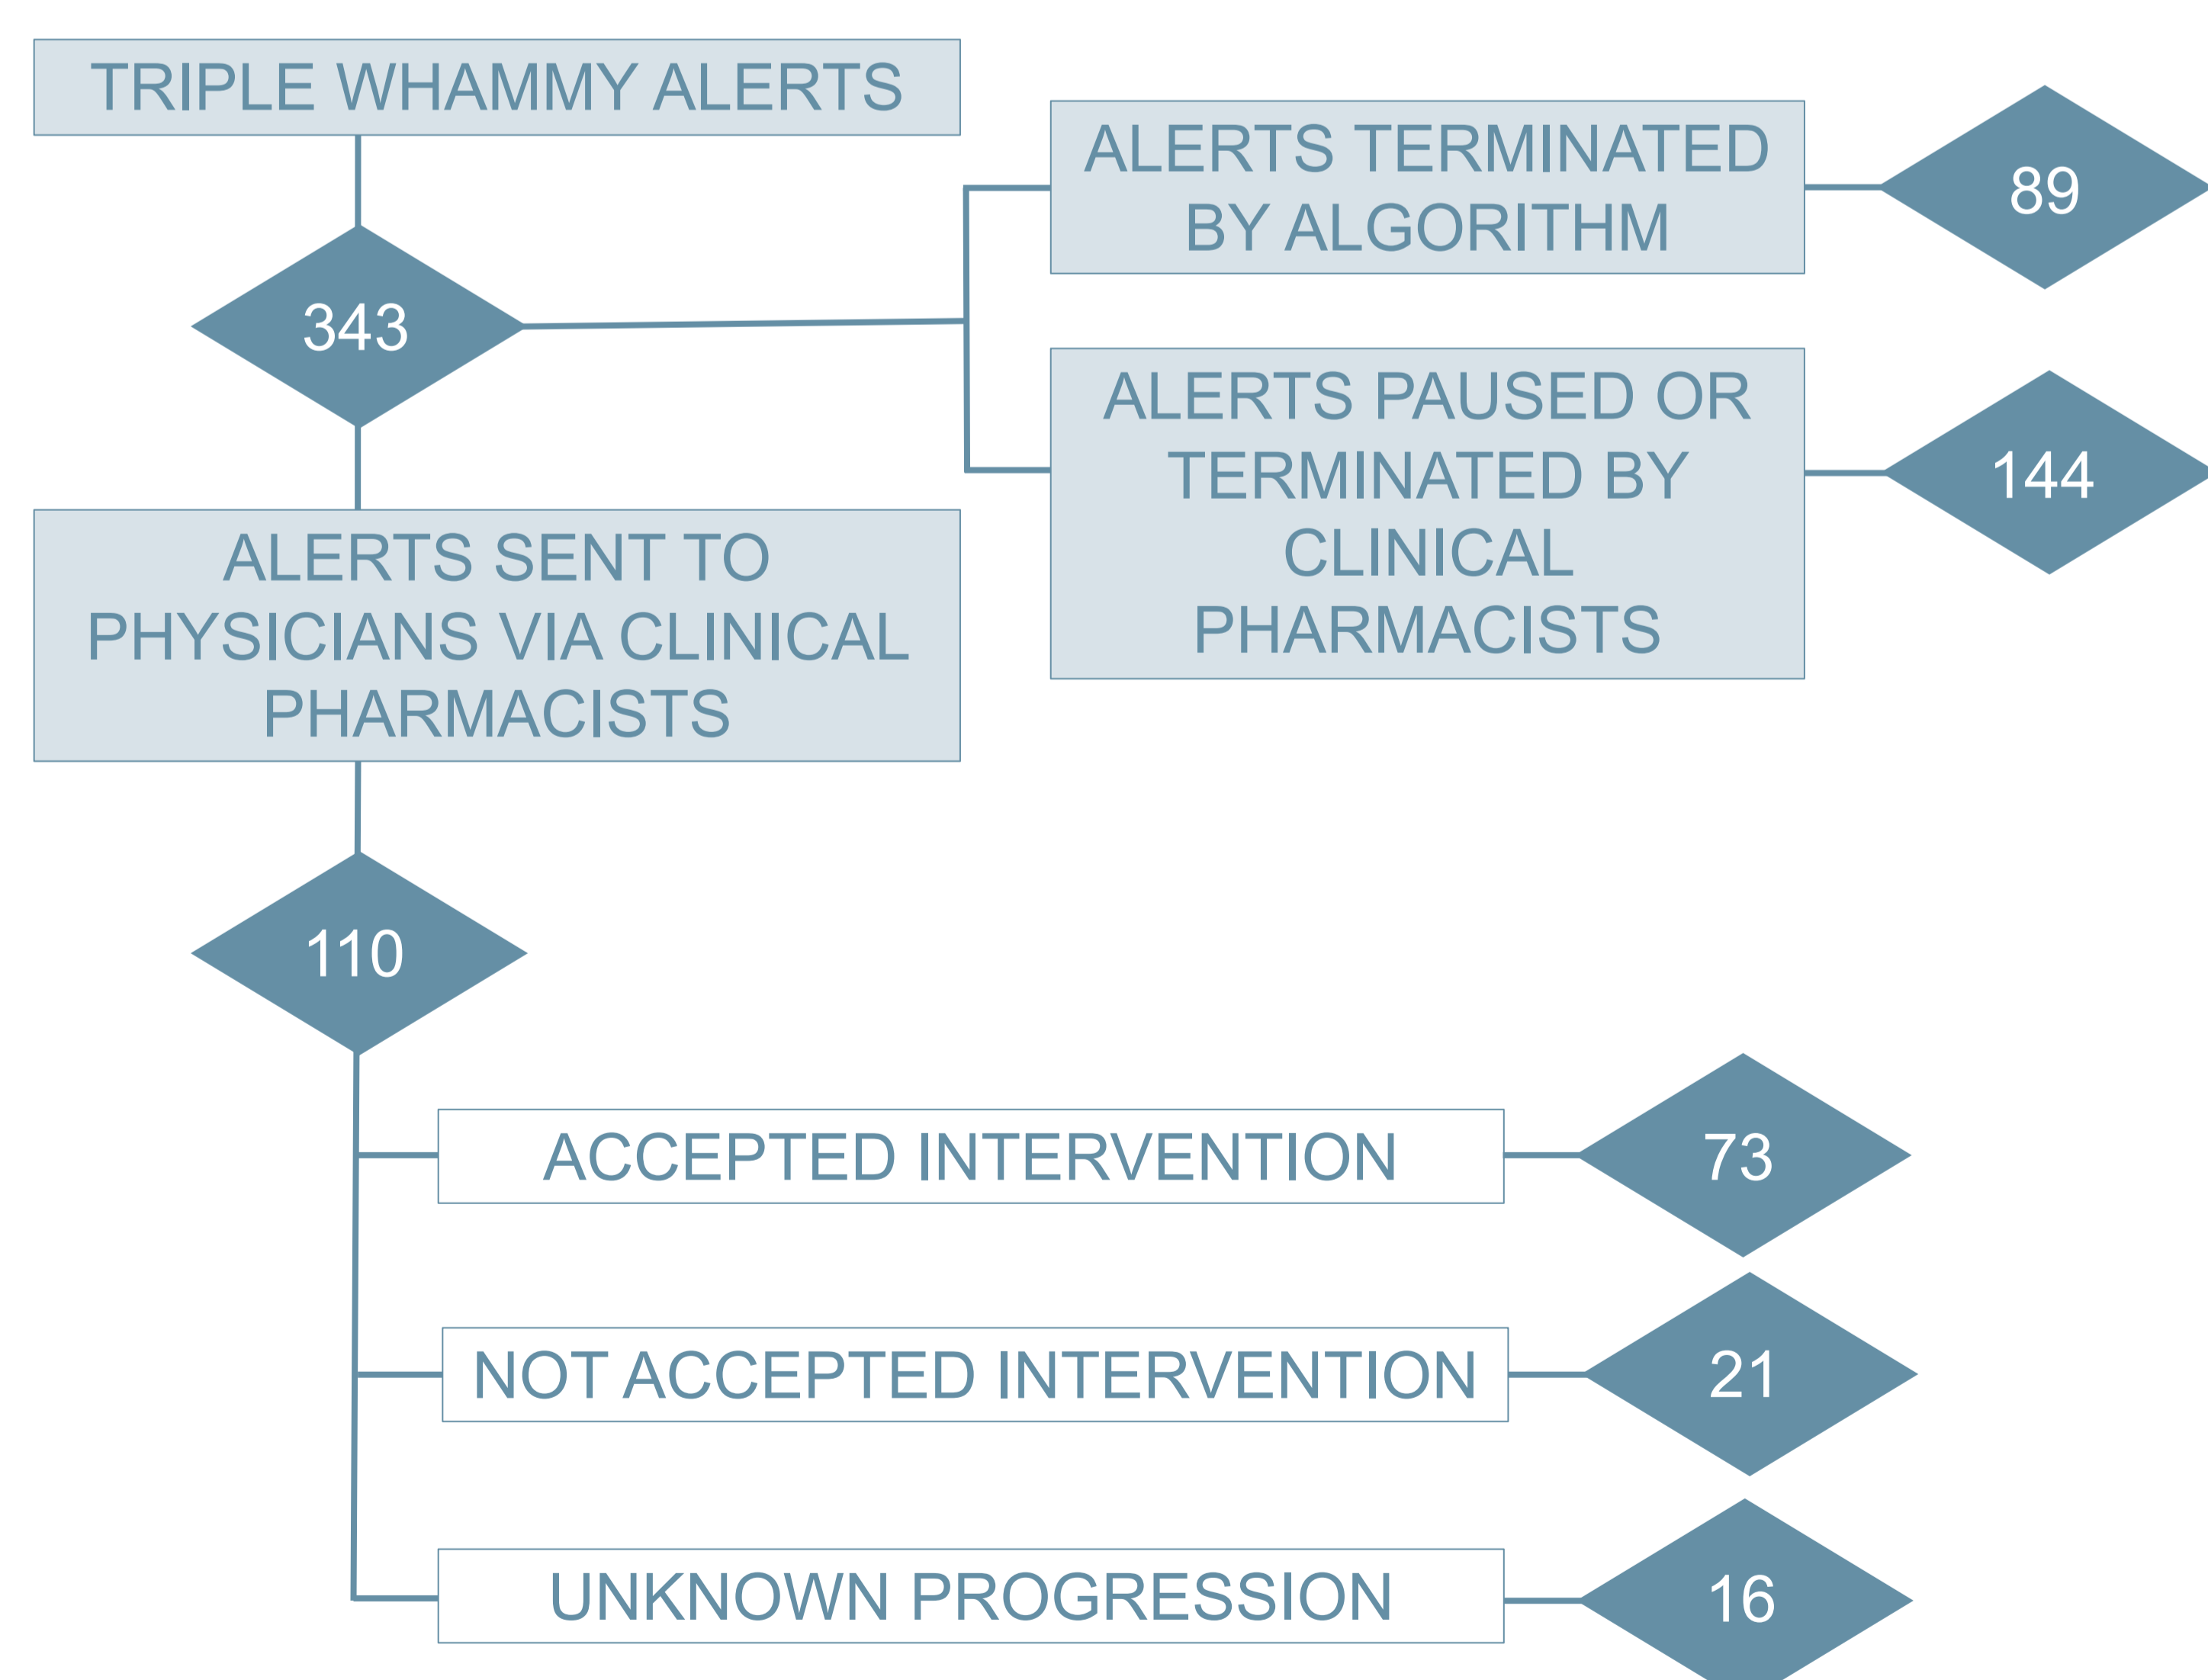 TRIPLE WHAMMMY ALERTS
343
ALERTS TERMINATED
BY ALGORITHM
89
ALERTS PAUSED OR
TERMINATED BY
CLINICAL
PHARMACISTS
144
ALERTS SENT TO
PHYSICIANS VIA CLINICAL
PHARMACISTS
110
ACCEPTED INTERVENTION
73
NOT ACCEPTED INTERVENTION
21
UNKNOWN PROGRESSION
16